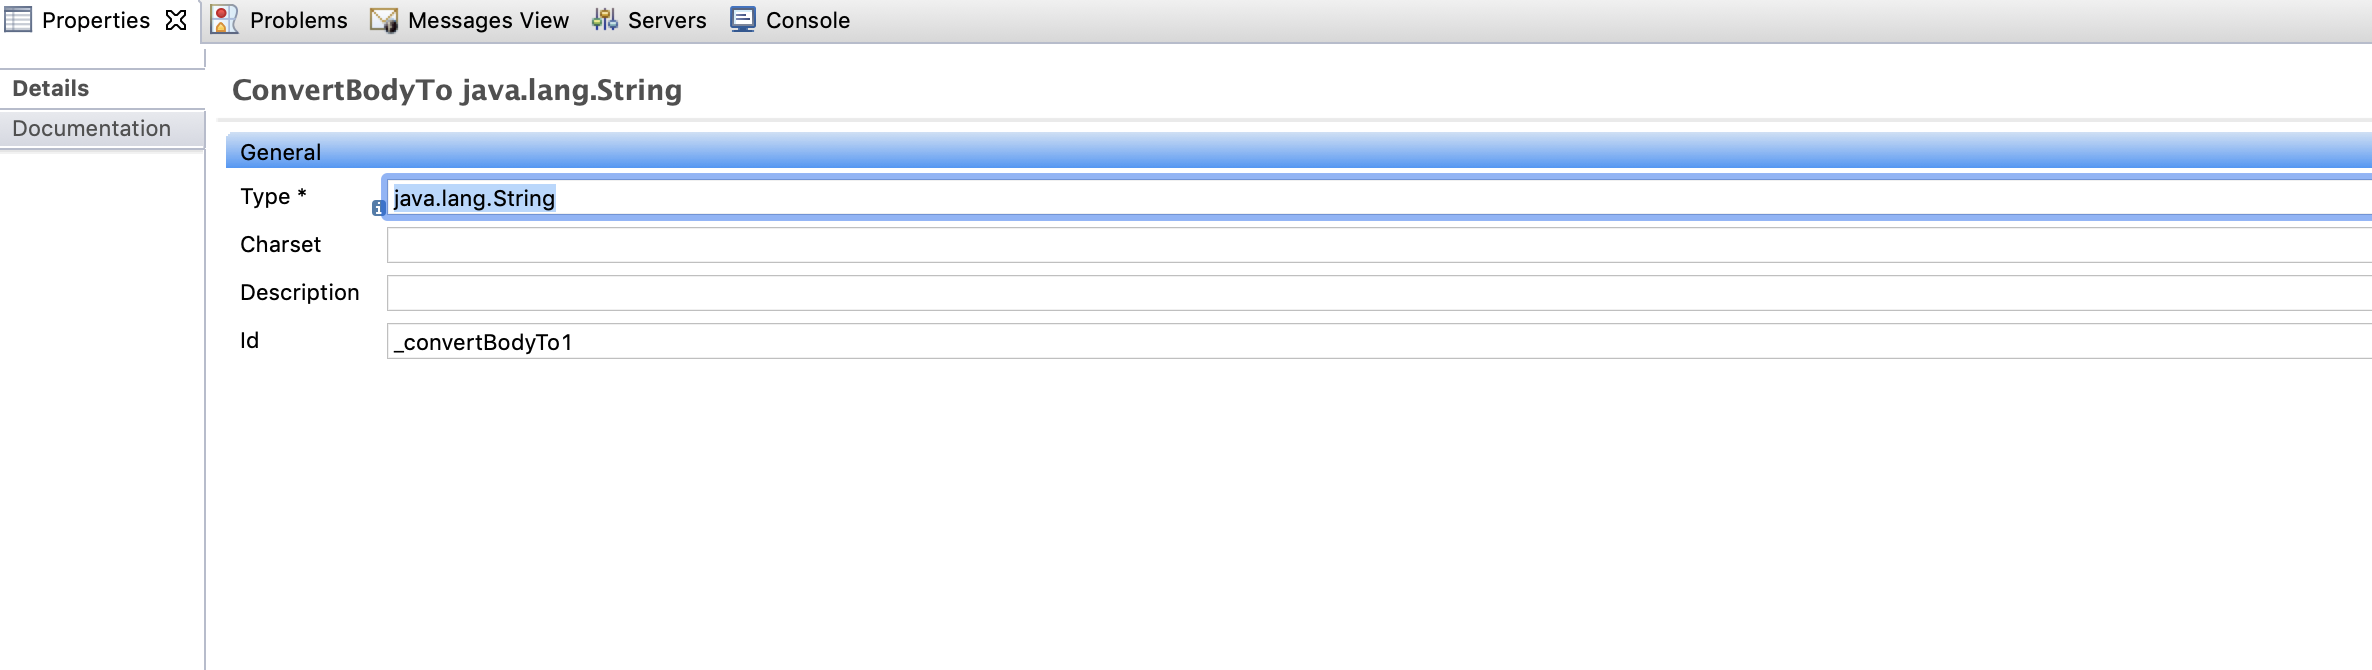 Properties Problems Messages View Servers Console
Details
Documentation
ConvertBodyTo java.lang.String
General
Type * java.lang.String
Charset
Description
Id _convertBodyTo1